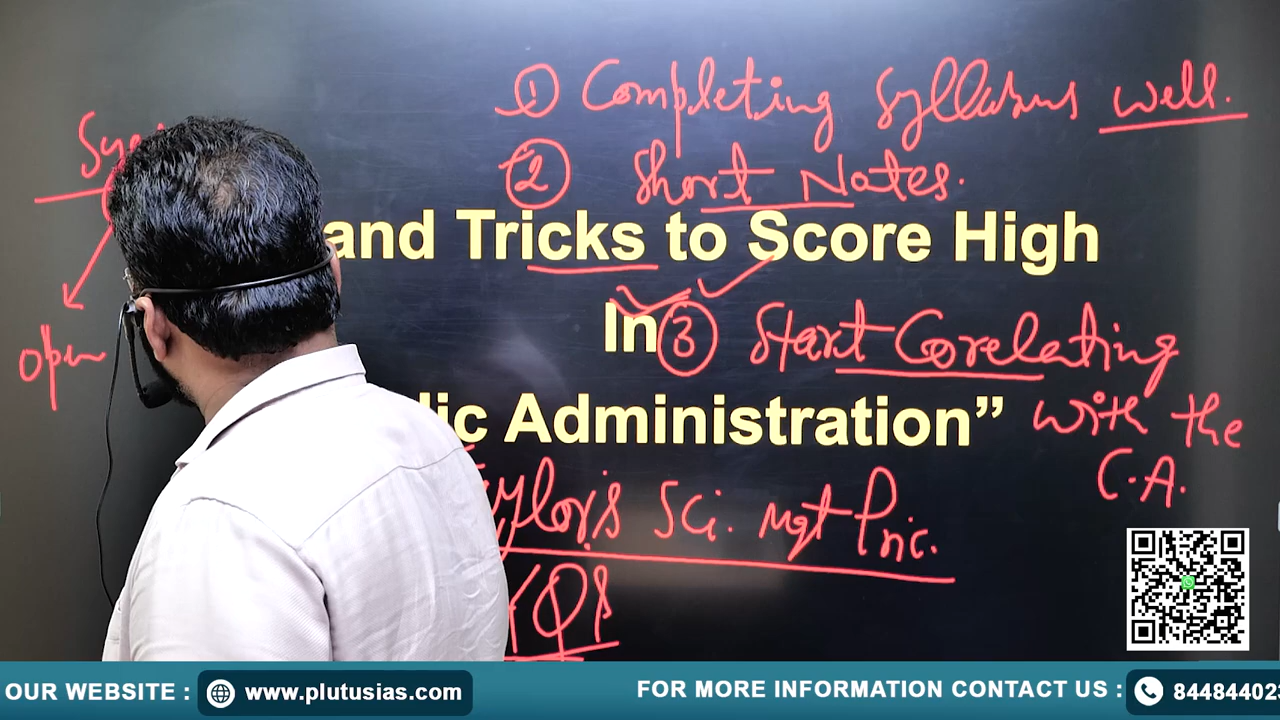 ① Completing syllabus well.
② Short Notes.
and Tricks to Score High
In
③ Start Corelating
with the
C.A.
Administration”
Sci. mgt Pric.
open
OUR WEBSITE : www.plutusias.com
FOR MORE INFORMATION CONTACT US : 844844023